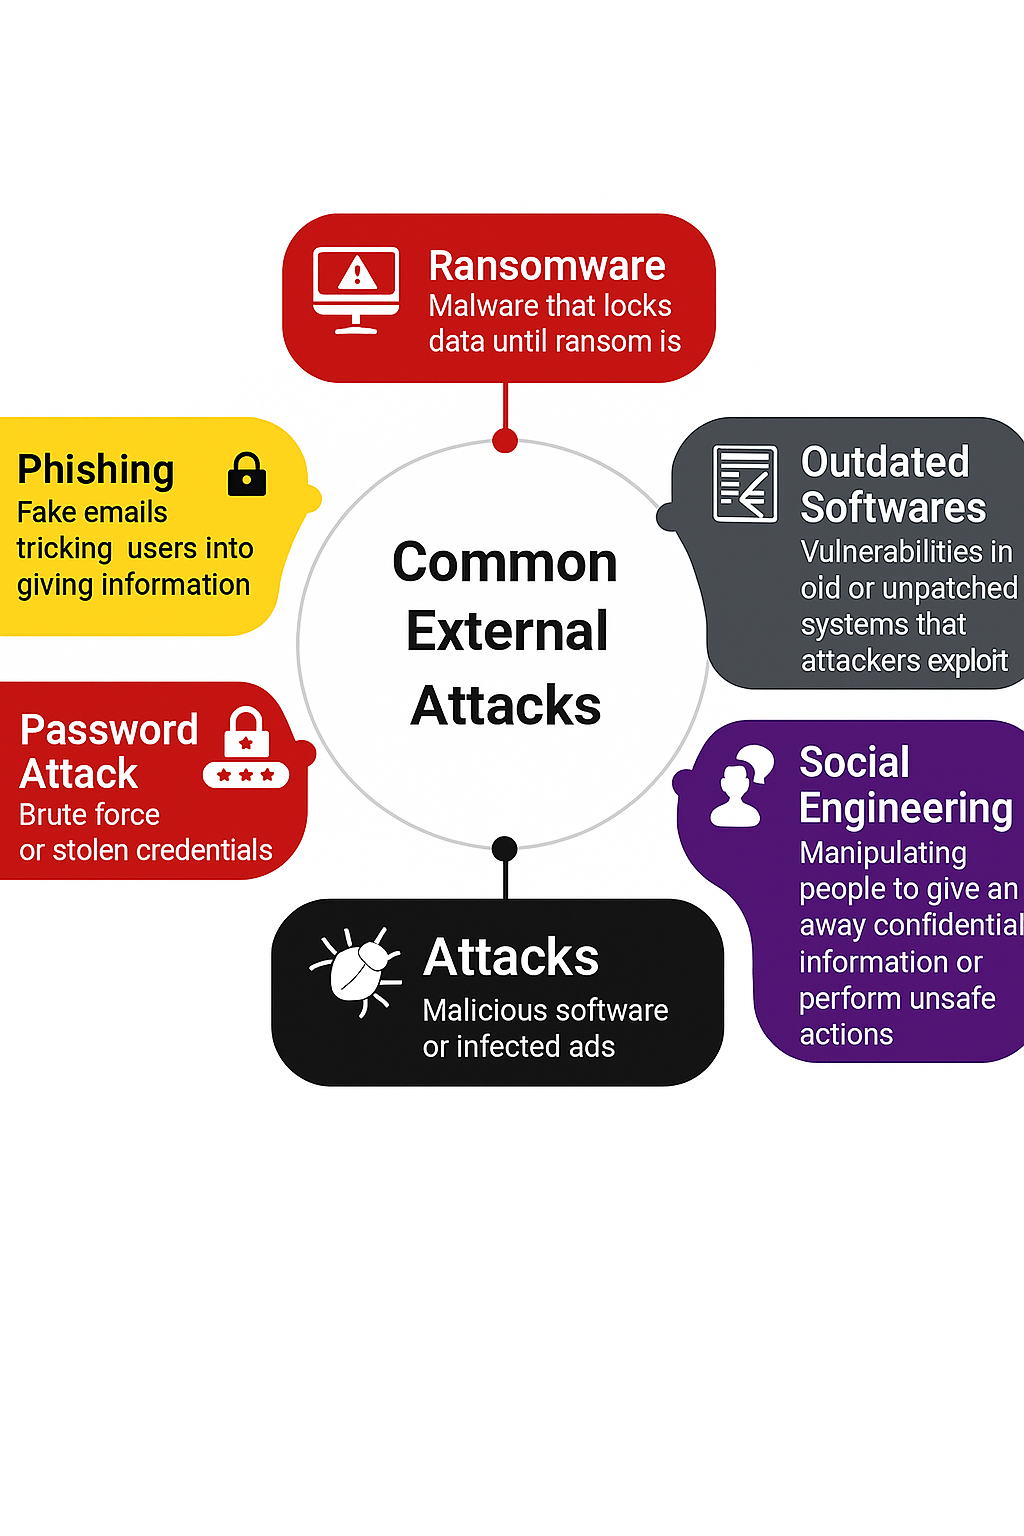 Ransomware
Malware that locks
data until ransom is
Phishing
Fake emails
tricking  users into
giving information
Outdated
Softwares
Vulnerabilities in
oid or unpatched
systems that
attackers exploit
Common
External
Attacks
Password
Attack
Brute force
or stolen credentials
Social
Engineering
Manipulating
people to give an
away confidential
information or
perform unsafe
actions
Attacks
Malicious software
or infected ads